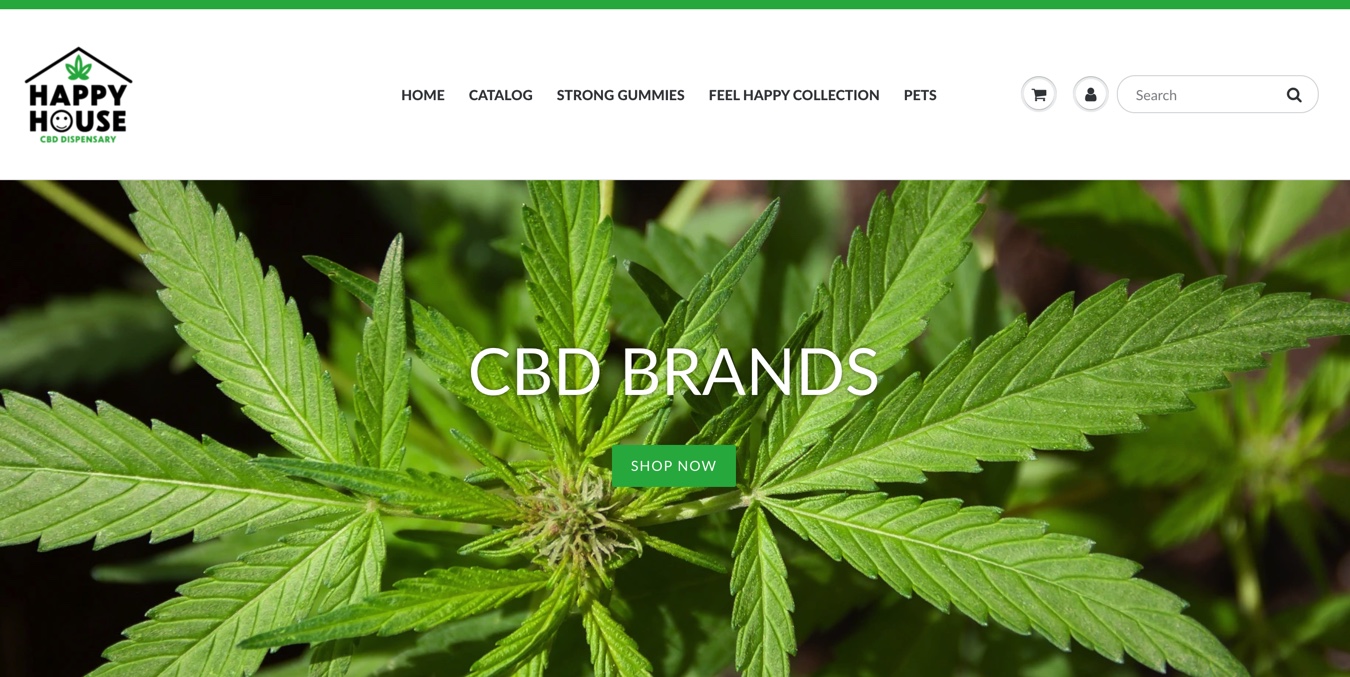 HAPPY
HOUSE
CBD DISPENSARY
HOME CATALOG STRONG GUMMIES FEEL HAPPY COLLECTION PETS
Search
CBD BRANDS
SHOP NOW